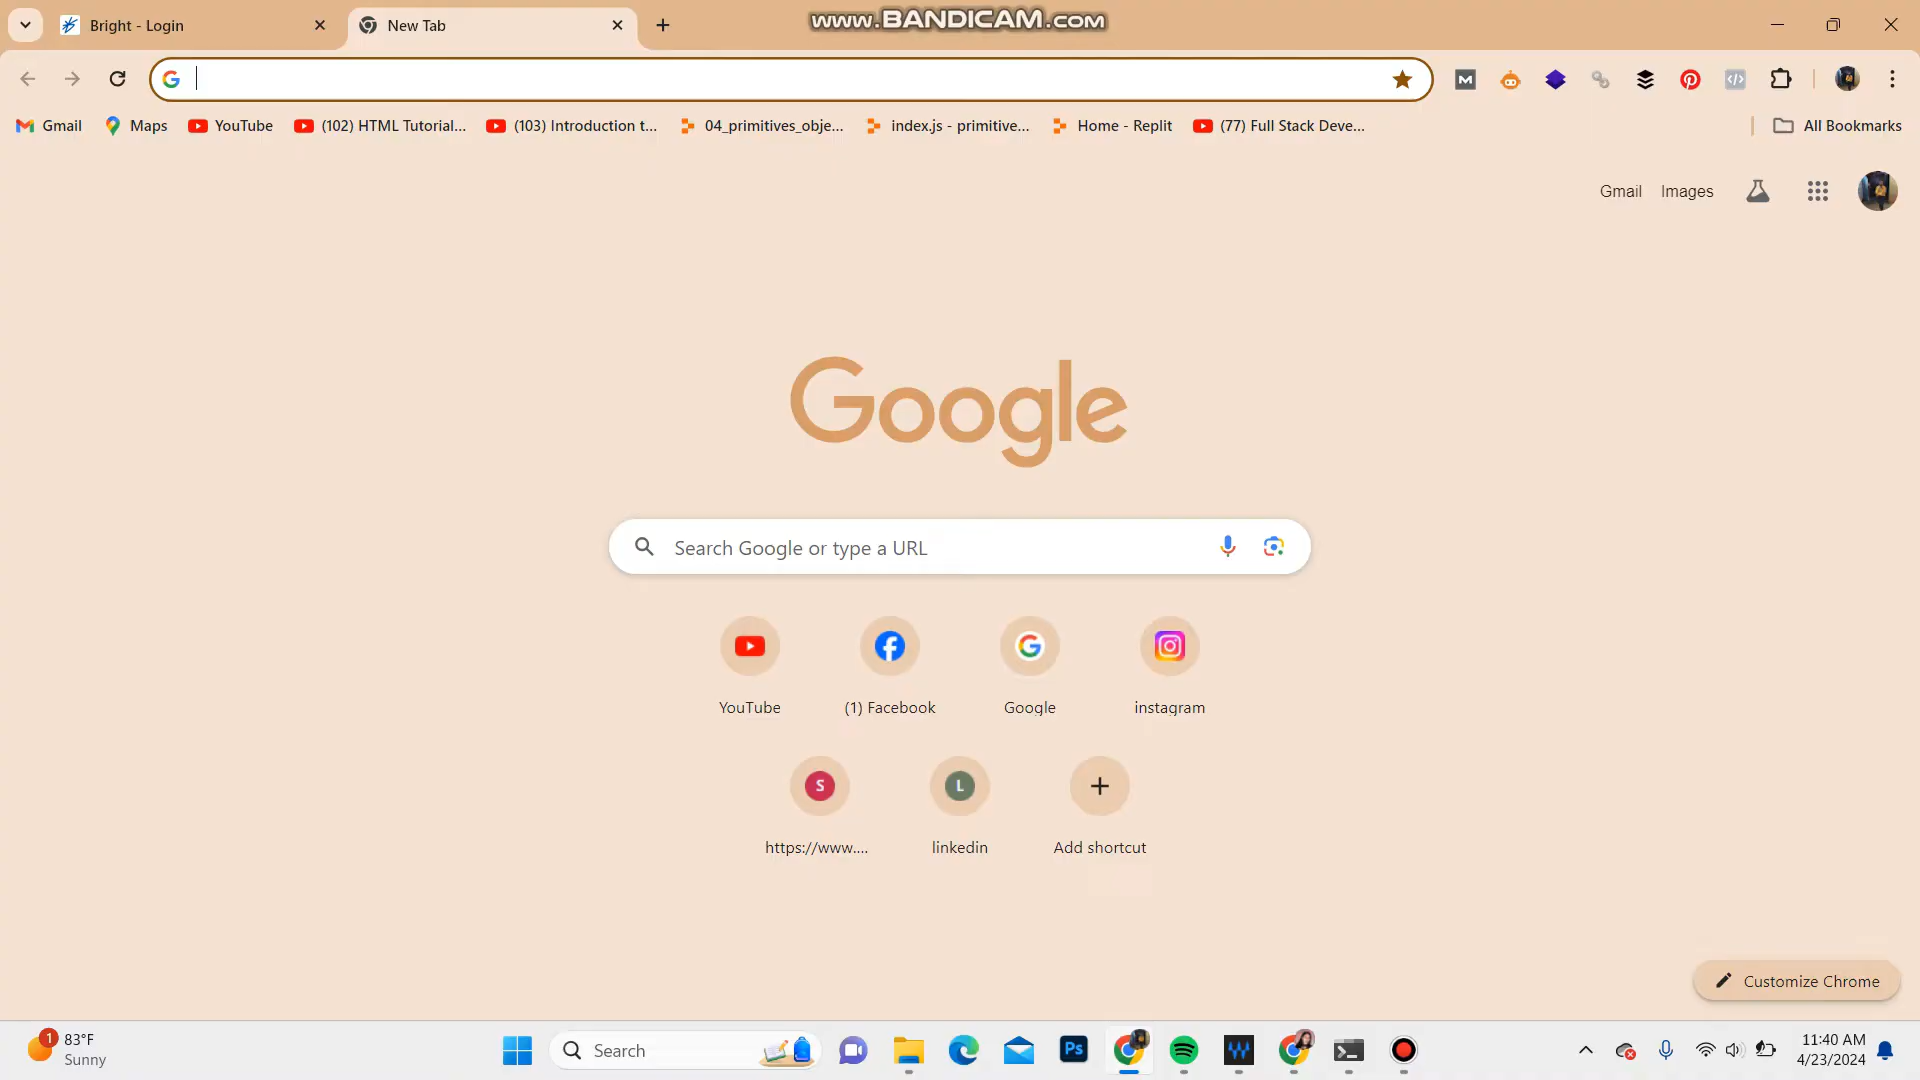 Bright - Login
New Tab
www.BANDICAM.com
Gmail
Maps
YouTube
(102) HTML Tutorial...
(103) Introduction t...
04_primitives_obje...
index.js - primitive...
Home - Replit
(77) Full Stack Deve...
All Bookmarks
Gmail
Images
Google
Search Google or type a URL
YouTube
(1) Facebook
Google
instagram
S
L
https://www....
linkedin
Add shortcut
Customize Chrome
1
83°F
Sunny
Search
Ps
11:40 AM
4/23/2024